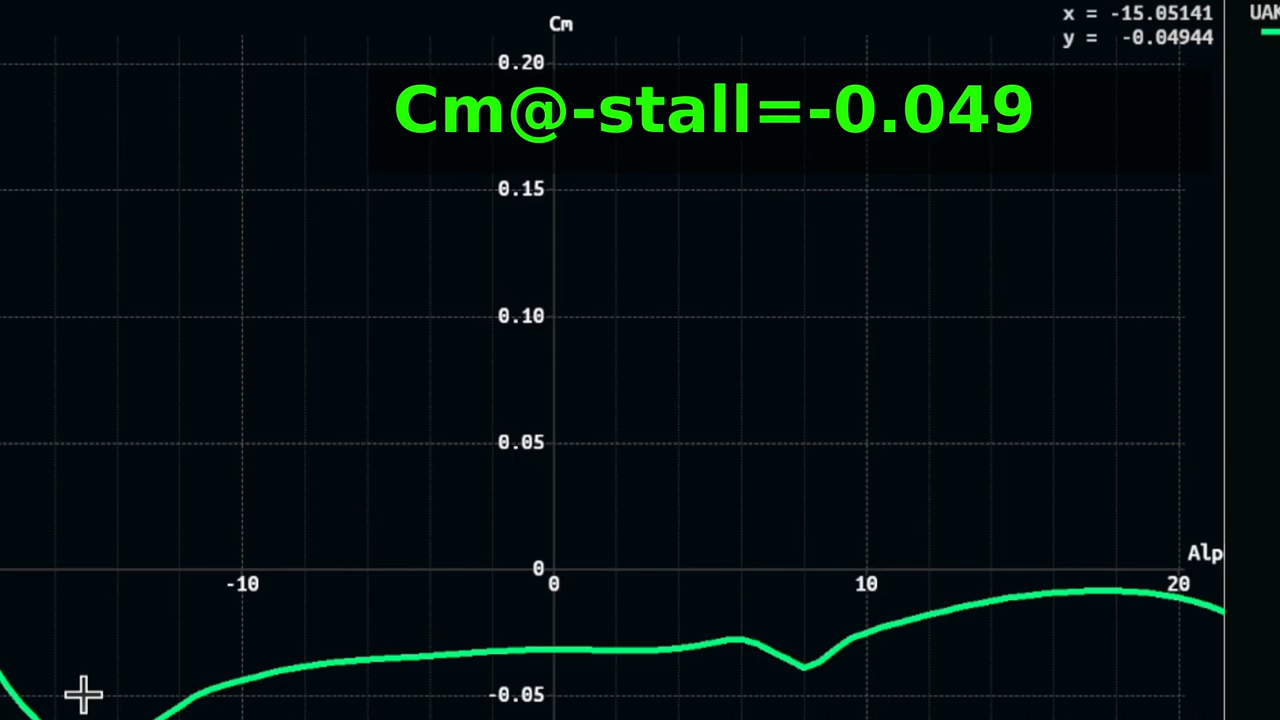 Cm
x = -15.05141
y = -0.04944
UAK
0.20
Cm@-stall=-0.049
0.15
0.10
0.05
Alp
0
-10
0
10
20
-0.05